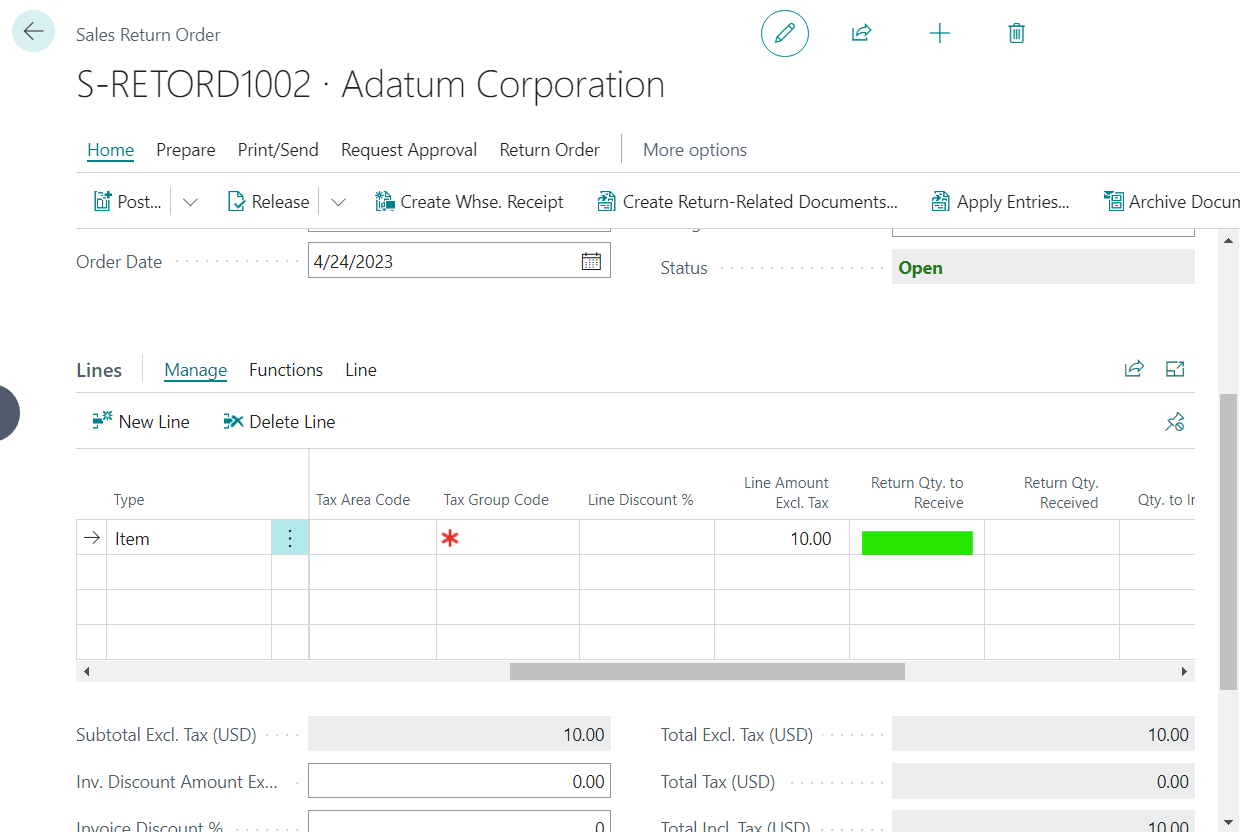 Sales Return Order
S-RETORD1002 · Adatum Corporation
Home Prepare Print/Send Request Approval Return Order More options
Post... Release Create Whse. Receipt Create Return-Related Documents... Apply Entries... Archive Docum
Order Date 4/24/2023
Status Open
Lines Manage Functions Line
New Line Delete Line
Type Tax Area Code Tax Group Code Line Discount % Line Amount Excl. Tax Return Qty. to Receive Return Qty. Received Qty. to In
Item 10.00
Subtotal Excl. Tax (USD) 10.00 Total Excl. Tax (USD) 10.00
Inv. Discount Amount Ex... 0.00 Total Tax (USD) 0.00
Invoice Discount % 0 Total Incl. Tax (USD) 10.00